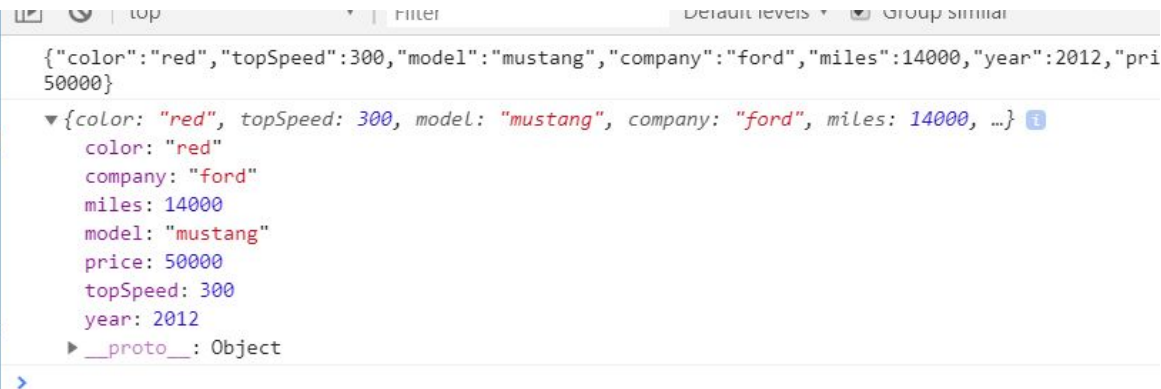 top Filter Default levels Group similar
{"color":"red","topSpeed":300,"model":"mustang","company":"ford","miles":14000,"year":2012,"pri
50000}
▼{color: "red", topSpeed: 300, model: "mustang", company: "ford", miles: 14000, …} i
color: "red"
company: "ford"
miles: 14000
model: "mustang"
price: 50000
topSpeed: 300
year: 2012
▶__proto__: Object
>